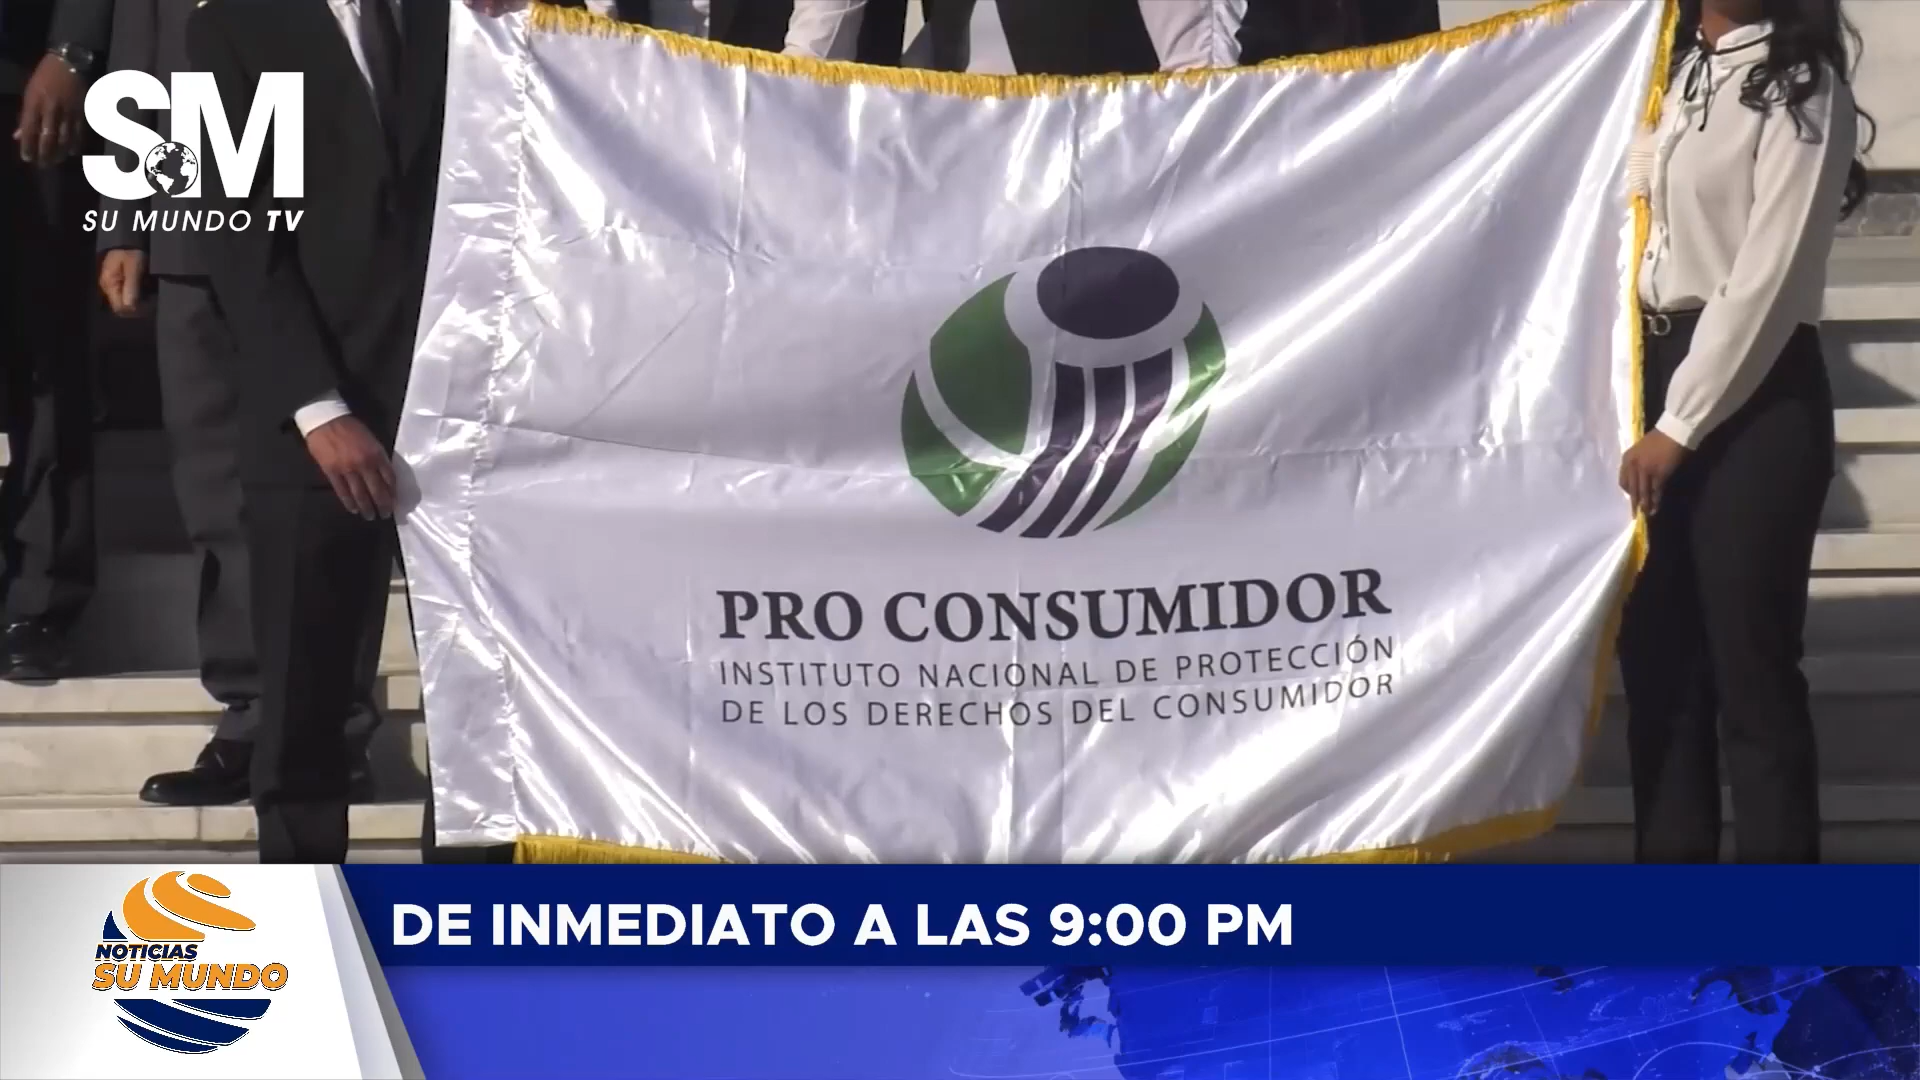 SM
SU MUNDO TV
PRO CONSUMIDOR
INSTITUTO NACIONAL DE PROTECCIÓN
DE LOS DERECHOS DEL CONSUMIDOR
DE INMEDIATO A LAS 9:00 PM
NOTICIAS
SU MUNDO